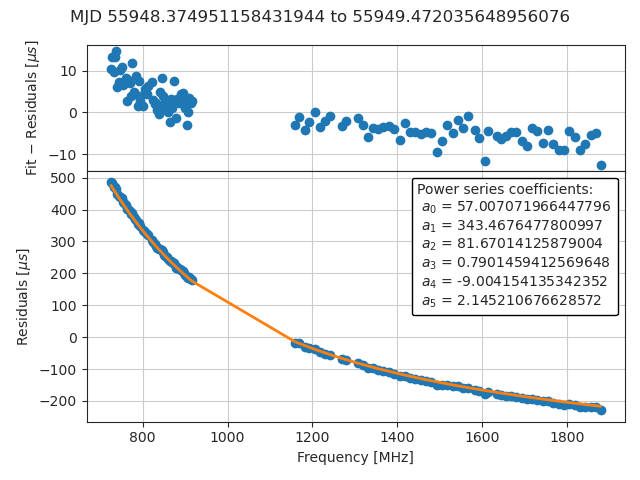 MJD 55948.374951158431944 to 55949.472035648956076
Fit − Residuals [μs]
10
0
−10
Residuals [μs]
500
400
300
200
100
0
−100
−200
Power series coefficients:
a0 = 57.007071966447796
a1 = 343.4676477800997
a2 = 81.67014125879004
a3 = 0.7901459412569648
a4 = -9.004154135342352
a5 = 2.145210676628572
800 1000 1200 1400 1600 1800
Frequency [MHz]